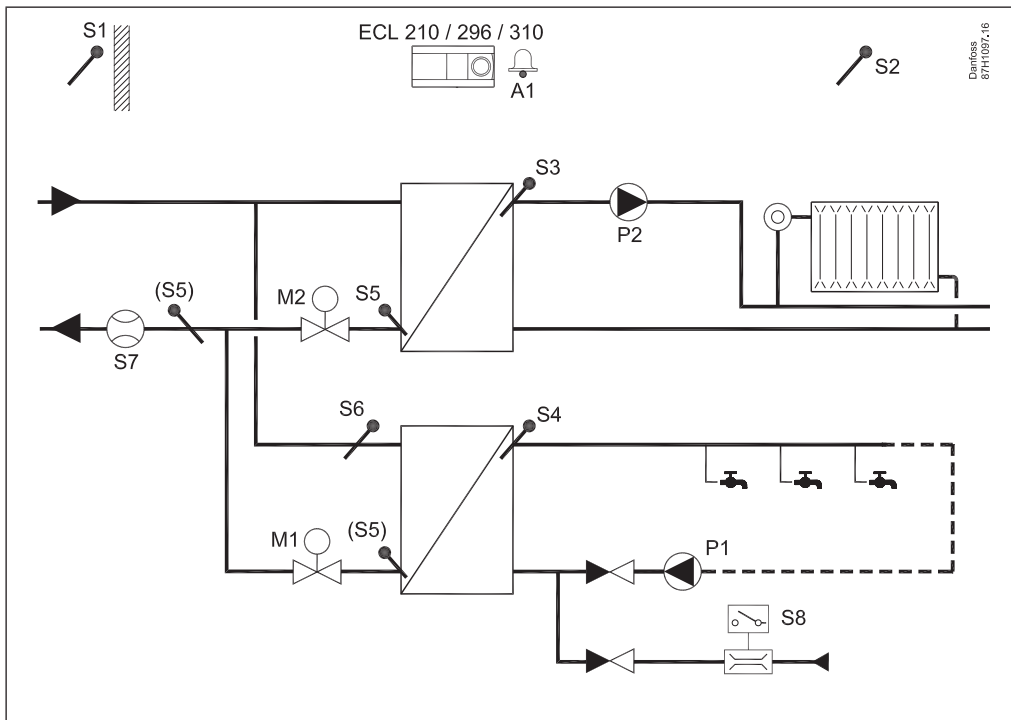 S1
ECL 210 / 296 / 310
A1
S2
Danfoss
87H1097.16
S3
P2
(S5)
M2
S5
S7
S6
S4
M1
(S5)
P1
S8